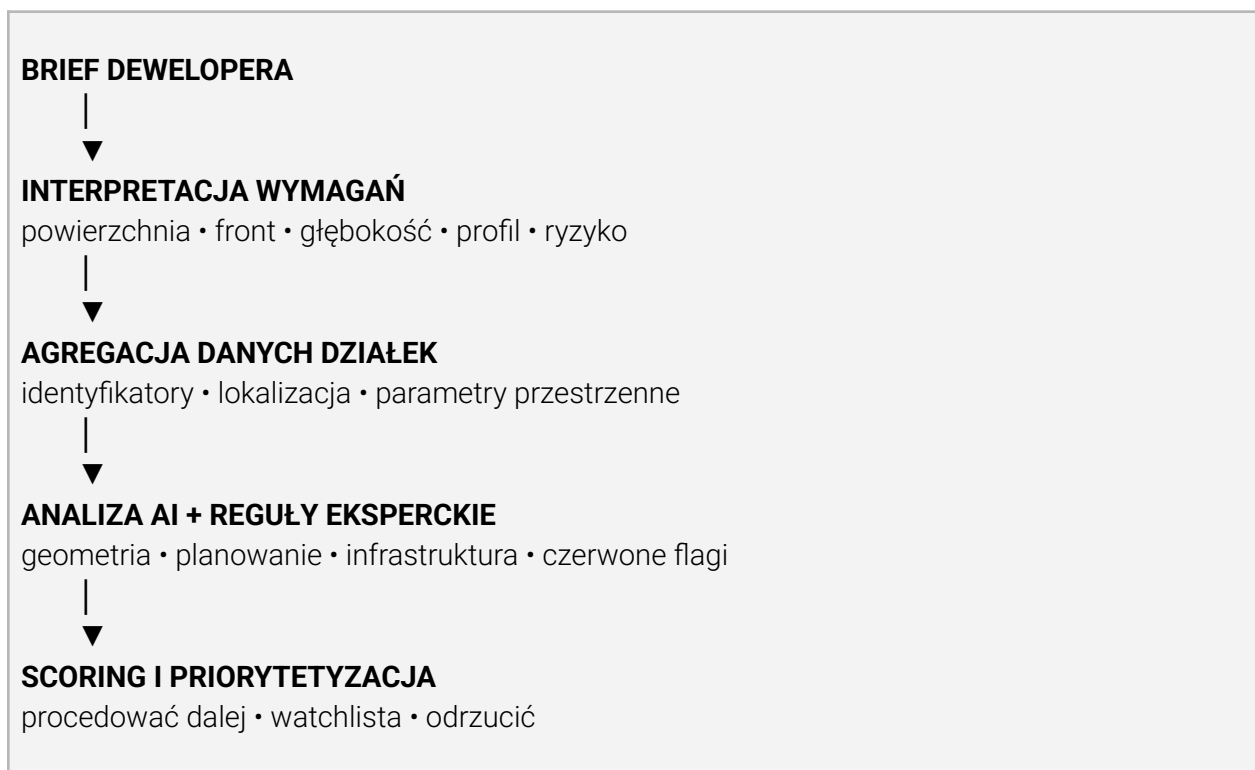 BRIEF DEWELOPERA
INTERPRETACJA WYMAGAŃ
powierzchnia • front • głębokość • profil • ryzyko
AGREGACJA DANYCH DZIAŁEK
identyfikatory • lokalizacja • parametry przestrzenne
ANALIZA AI + REGUŁY EKSPERCKIE
geometria • planowanie • infrastruktura • czerwone flagi
SCORING I PRIORYTETYZACJA
procedować dalej • watchlista • odrzucić